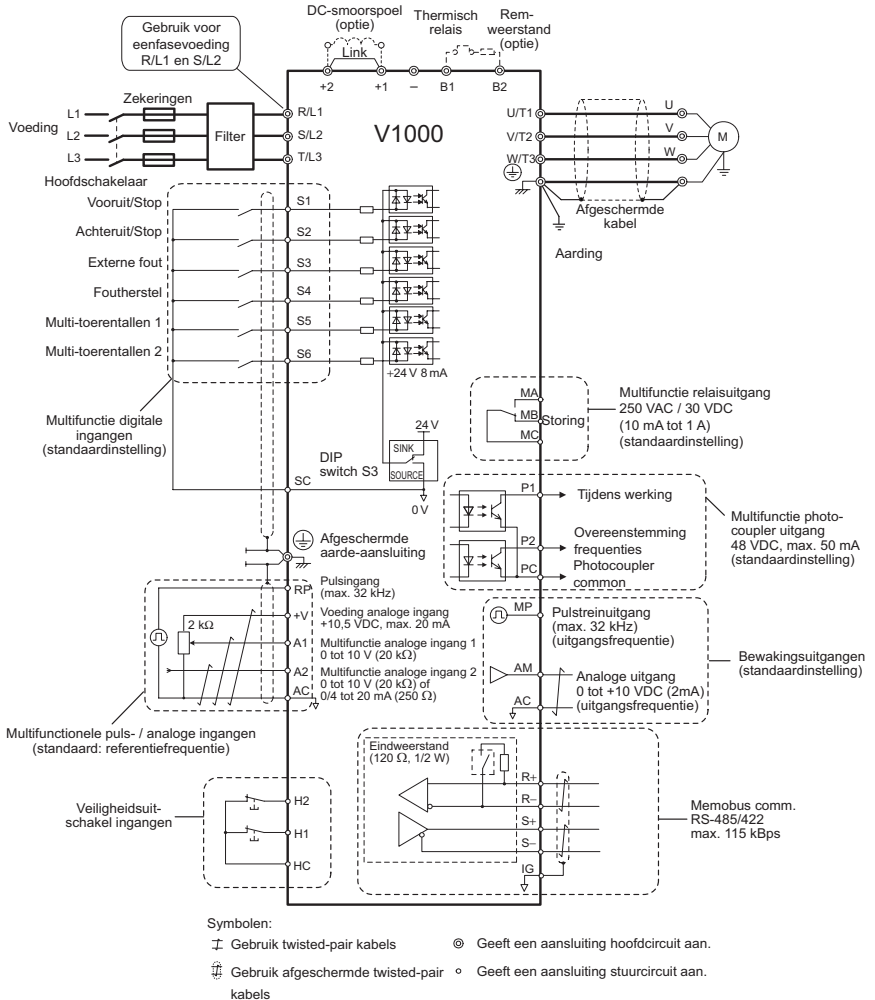 DC-smoorspoel
(optie)
Thermisch
relais
Rem-
weerstand
(optie)
Gebruik voor
eenfasevoeding
R/L1 en S/L2
Link
+2
+1
–
B1
B2
Voeding
L1
L2
L3
Zekeringen
Filter
R/L1
S/L2
T/L3
V1000
U/T1
V/T2
W/T3
U
V
W
M
Afgeschermde
kabel
Aarding
Hoofdschakelaar
Vooruit/Stop
S1
Achteruit/Stop
S2
Externe fout
S3
Foutherstel
S4
Multi-toerentallen 1
S5
Multi-toerentallen 2
S6
+24 V 8 mA
Multifunctie digitale
ingangen
(standaardinstelling)
24 V
DIP
switch S3
SINK
SOURCE
0 V
SC
MA
MB
MC
Storing
Multifunctie relaisuitgang
250 VAC / 30 VDC
(10 mA tot 1 A)
(standaardinstelling)
P1
Tijdens werking
P2
Overeenstemming
frequenties
PC
Photocoupler
common
Multifunctie photo-
coupler uitgang
48 VDC, max. 50 mA
(standaardinstelling)
Afgeschermde
aarde-aansluiting
RP
Pulsingang
(max. 32 kHz)
+V
Voeding analoge ingang
+10,5 VDC, max. 20 mA
2 kΩ
A1
Multifunctie analoge ingang 1
0 tot 10 V (20 kΩ)
A2
Multifunctie analoge ingang 2
0 tot 10 V (20 kΩ) of
0/4 tot 20 mA (250 Ω)
AC
Multifunctionele puls- / analoge ingangen
(standaard: referentiefrequentie)
MP
Pulstreinuitgang
(max. 32 kHz)
(uitgangsfrequentie)
AM
Analoge uitgang
0 tot +10 VDC (2mA)
(uitgangsfrequentie)
AC
Bewakingsuitgangen
(standaardinstelling)
Eindweerstand
(120 Ω, 1/2 W)
R+
R–
S+
S–
IG
Memobus comm.
RS-485/422
max. 115 kBps
Veiligheidsuit-
schakel ingangen
H2
H1
HC
Symbolen:
Gebruik twisted-pair kabels
Geeft een aansluiting hoofdcircuit aan.
Gebruik afgeschermde twisted-pair
kabels
Geeft een aansluiting stuurcircuit aan.